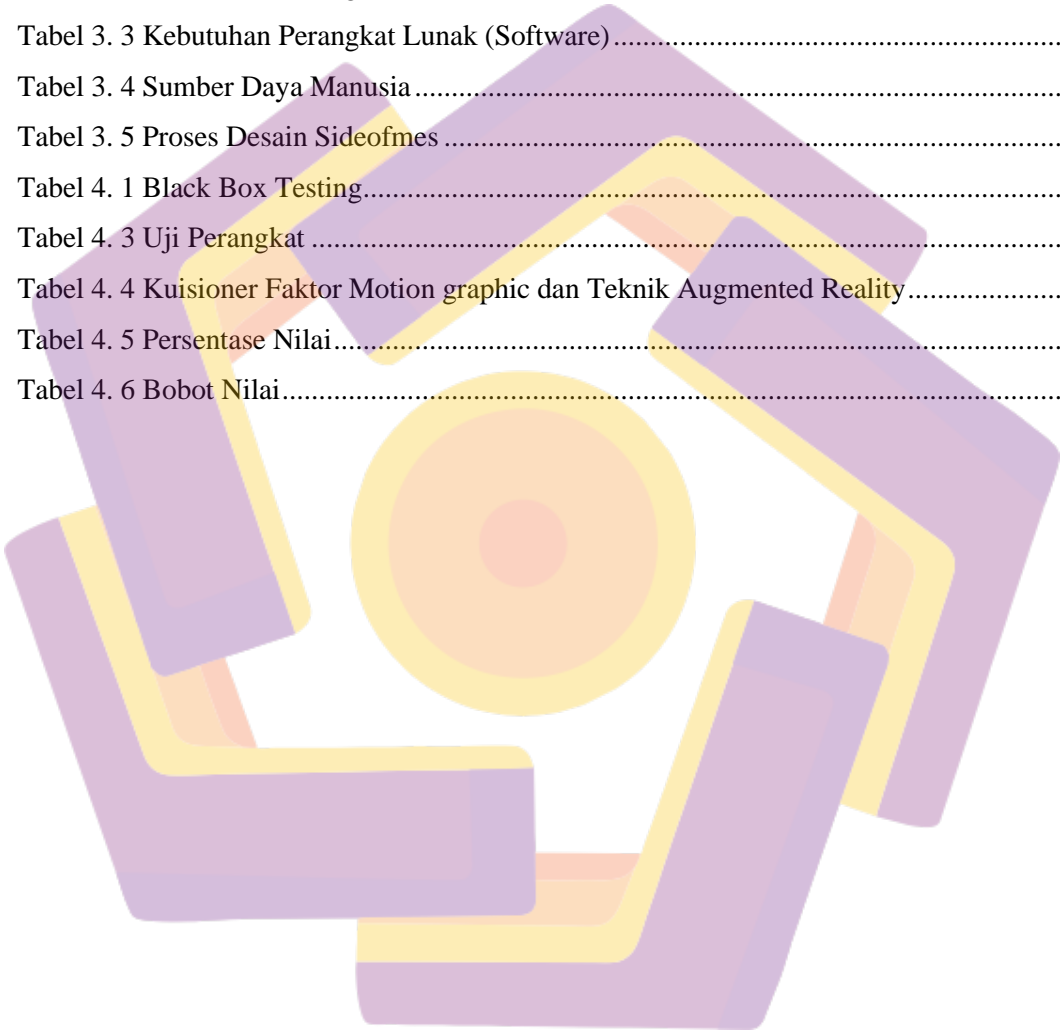 Tabel 3. 3 Kebutuhan Perangkat Lunak (Software)................................................................
Tabel 3. 4 Sumber Daya Manusia................................................................
Tabel 3. 5 Proses Desain Sideofmes................................................................
Tabel 4. 1 Black Box Testing................................................................
Tabel 4. 3 Uji Perangkat................................................................
Tabel 4. 4 Kuisioner Faktor Motion graphic dan Teknik Augmented Reality....................
Tabel 4. 5 Persentase Nilai................................................................
Tabel 4. 6 Bobot Nilai................................................................